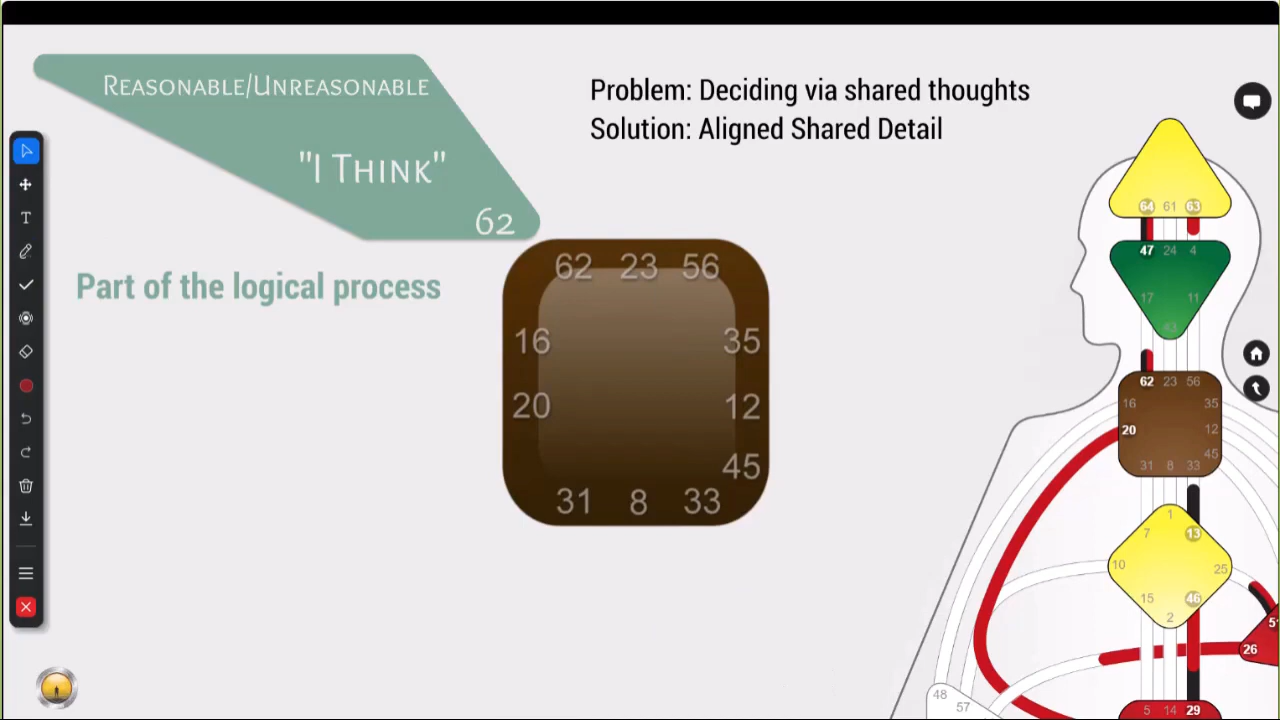 Reasonable/Unreasonable
"I Think"
62
Problem: Deciding via shared thoughts
Solution: Aligned Shared Detail
Part of the logical process
62 23 56
16 35
20 12
45
31 8 33
64 61 63
47 24 4
17 11
43
62 23 56
16 35
20 12
45
31 8 33
1
7 13
10 25
15 46
2
51
26
48
57
5 14 29
T